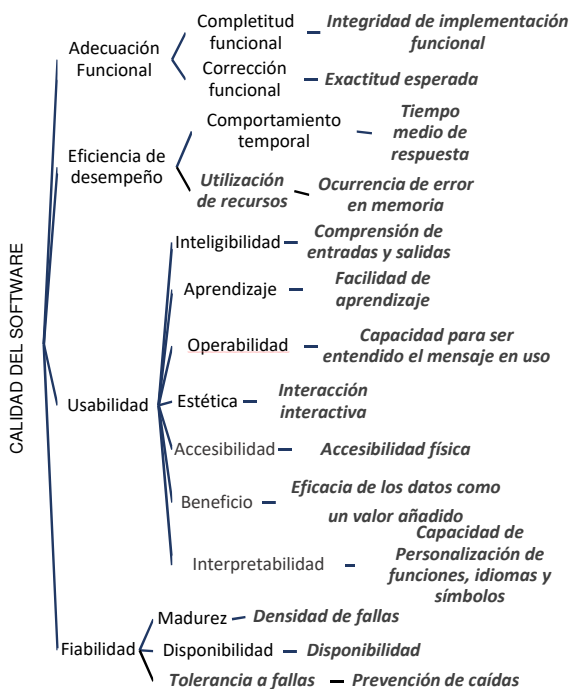 CALIDAD DEL SOFTWARE
Adecuación
Funcional
Completitud
funcional
Integridad de implementación
funcional
Corrección
funcional
Exactitud esperada
Eficiencia de
desempeño
Comportamiento
temporal
Tiempo
medio de
respuesta
Utilización
de recursos
Ocurrencia de error
en memoria
Usabilidad
Inteligibilidad
Comprensión de
entradas y salidas
Aprendizaje
Facilidad de
aprendizaje
Operabilidad
Capacidad para ser
entendido el mensaje en uso
Estética
Interacción
interactiva
Accesibilidad
Accesibilidad física
Beneficio
Eficacia de los datos como
un valor añadido
Interpretabilidad
Capacidad de
Personalización de
funciones, idiomas y
símbolos
Fiabilidad
Madurez
Densidad de fallas
Disponibilidad
Disponibilidad
Tolerancia a fallas
Prevención de caídas